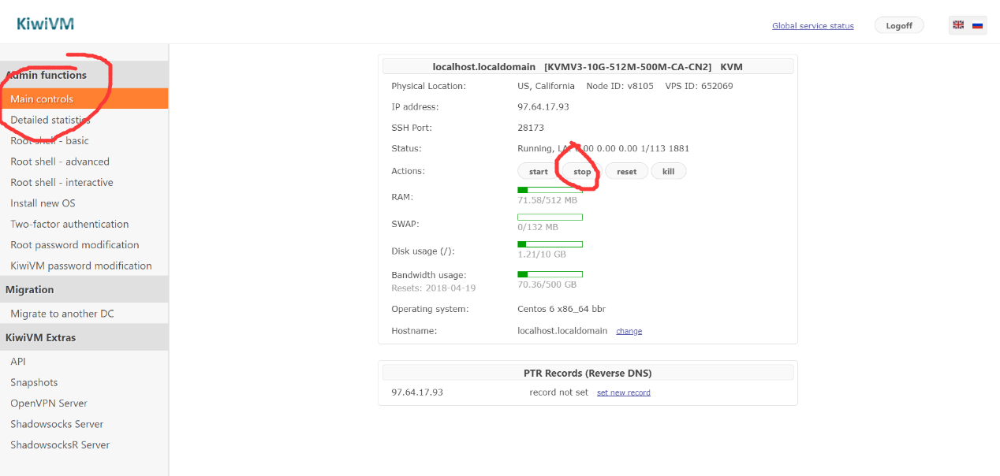 KiwiVM
Global service status
Logoff
Admin functions
Main controls
Detailed statistics
Root shell - basic
Root shell - advanced
Root shell - interactive
Install new OS
Two-factor authentication
Root password modification
KiwiVM password modification
Migration
Migrate to another DC
KiwiVM Extras
API
Snapshots
OpenVPN Server
Shadowsocks Server
ShadowsocksR Server
localhost.localdomain [KVMV3-10G-512M-500M-CA-CN2] KVM
Physical Location: US, California Node ID: v8105 VPS ID: 652069
IP address: 97.64.17.93
SSH Port: 28173
Status: Running, LA: 0.00 0.00 0.00 1/113 1881
Actions: start stop reset kill
RAM:
71.58/512 MB
SWAP:
0/132 MB
Disk usage (/):
1.21/10 GB
Bandwidth usage:
70.36/500 GB
Resets: 2018-04-19
Operating system: Centos 6 x86_64 bbr
Hostname: localhost.localdomain change
PTR Records (Reverse DNS)
97.64.17.93 record not set set new record